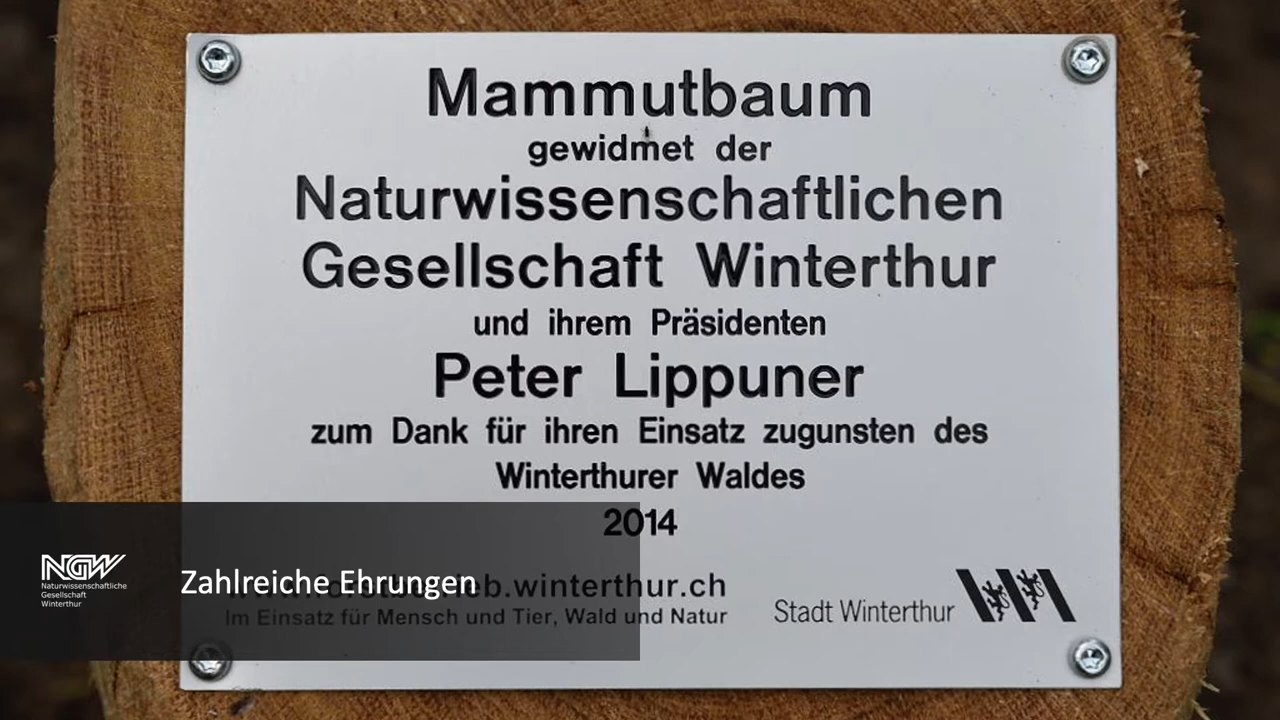 Mammutbaum
gewidmet der
Naturwissenschaftlichen
Gesellschaft Winterthur
und ihrem Präsidenten
Peter Lippuner
zum Dank für ihren Einsatz zugunsten des
Winterthurer Waldes
2014
NGW
Naturwissenschaftliche
Gesellschaft
Winterthur
Zahlreiche Ehrungen
Im Einsatz für Mensch und Tier, Wald und Natur
Stadt Winterthur